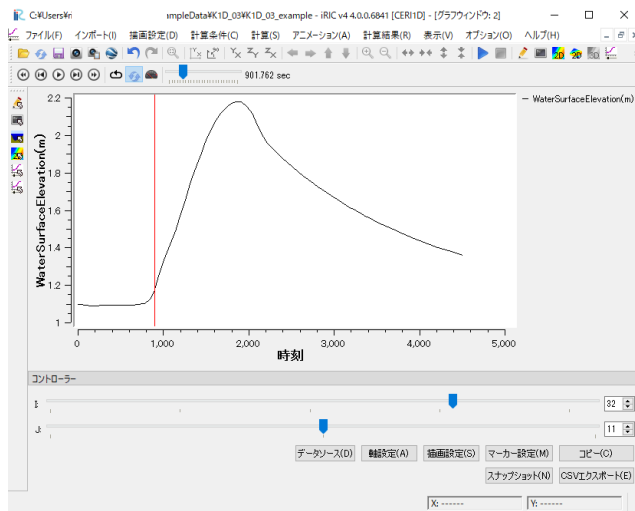 C:¥Users¥ri ampleData¥K1D_03¥K1D_03_example - iRIC v4 4.0.0.6841 [CERI1D] - [グラフウィンドウ: 2]
ファイル(F) インポート(I) 描画設定(D) 計算条件(C) 計算(S) アニメーション(A) 計算結果(R) 表示(V) オプション(O) ヘルプ(H)
901.762 sec
WaterSurfaceElevation(m)
2.2
2
1.8
1.6
1.4
1.2
1
WaterSurfaceElevation(m)
0 1,000 2,000 3,000 4,000 5,000
時刻
コントローラー
I: 32
J: 11
データソース(D) 軸設定(A) 描画設定(S) マーカー設定(M) コピー(C)
スナップショット(N) CSVエクスポート(E)
X: ------ Y: ------